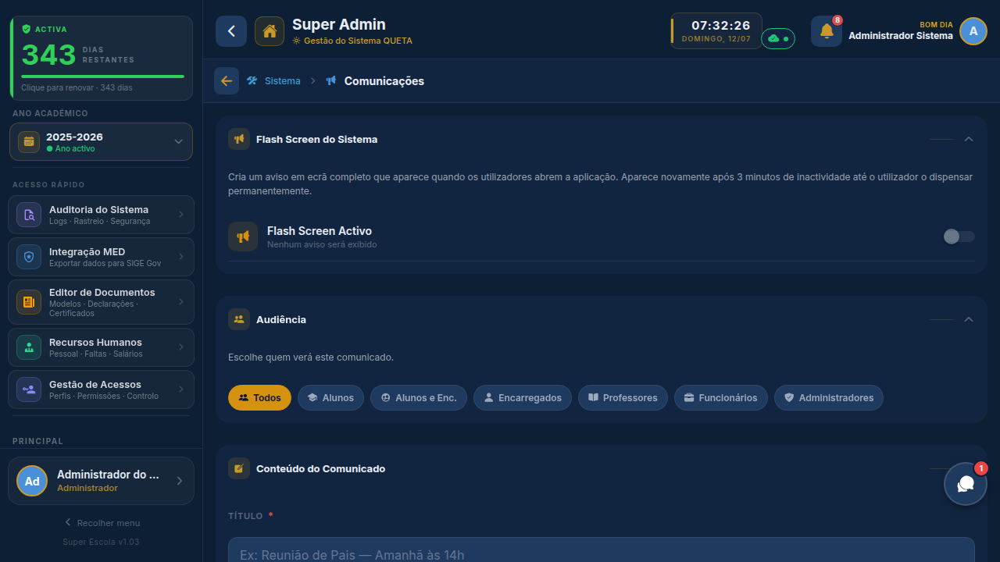 ACTIVA
343
DIAS
RESTANTES
Clique para renovar · 343 dias
ANO ACADÉMICO
2025-2026
Ano activo
ACESSO RÁPIDO
Auditoria do Sistema
Logs · Rastreio · Segurança
Integração MED
Exportar dados para SIGE Gov
Editor de Documentos
Modelos · Declarações ·
Certificados
Recursos Humanos
Pessoal · Faltas · Salários
Gestão de Acessos
Perfis · Permissões · Controlo
PRINCIPAL
Ad
Administrador do ...
Administrador
Recolher menu
Super Escola v1.03
Super Admin
Gestão do Sistema QUETA
07:32:26
DOMINGO, 12/07
8
BOM DIA
Administrador Sistema
A
Sistema
Comunicações
Flash Screen do Sistema
Cria um aviso em ecrã completo que aparece quando os utilizadores abrem a aplicação. Aparece novamente após 3 minutos de inactividade até o utilizador o dispensar
permanentemente.
Flash Screen Activo
Nenhum aviso será exibido
Audiência
Escolhe quem verá este comunicado.
Todos
Alunos
Alunos e Enc.
Encarregados
Professores
Funcionários
Administradores
Conteúdo do Comunicado
1
TÍTULO *
Ex: Reunião de Pais — Amanhã às 14h